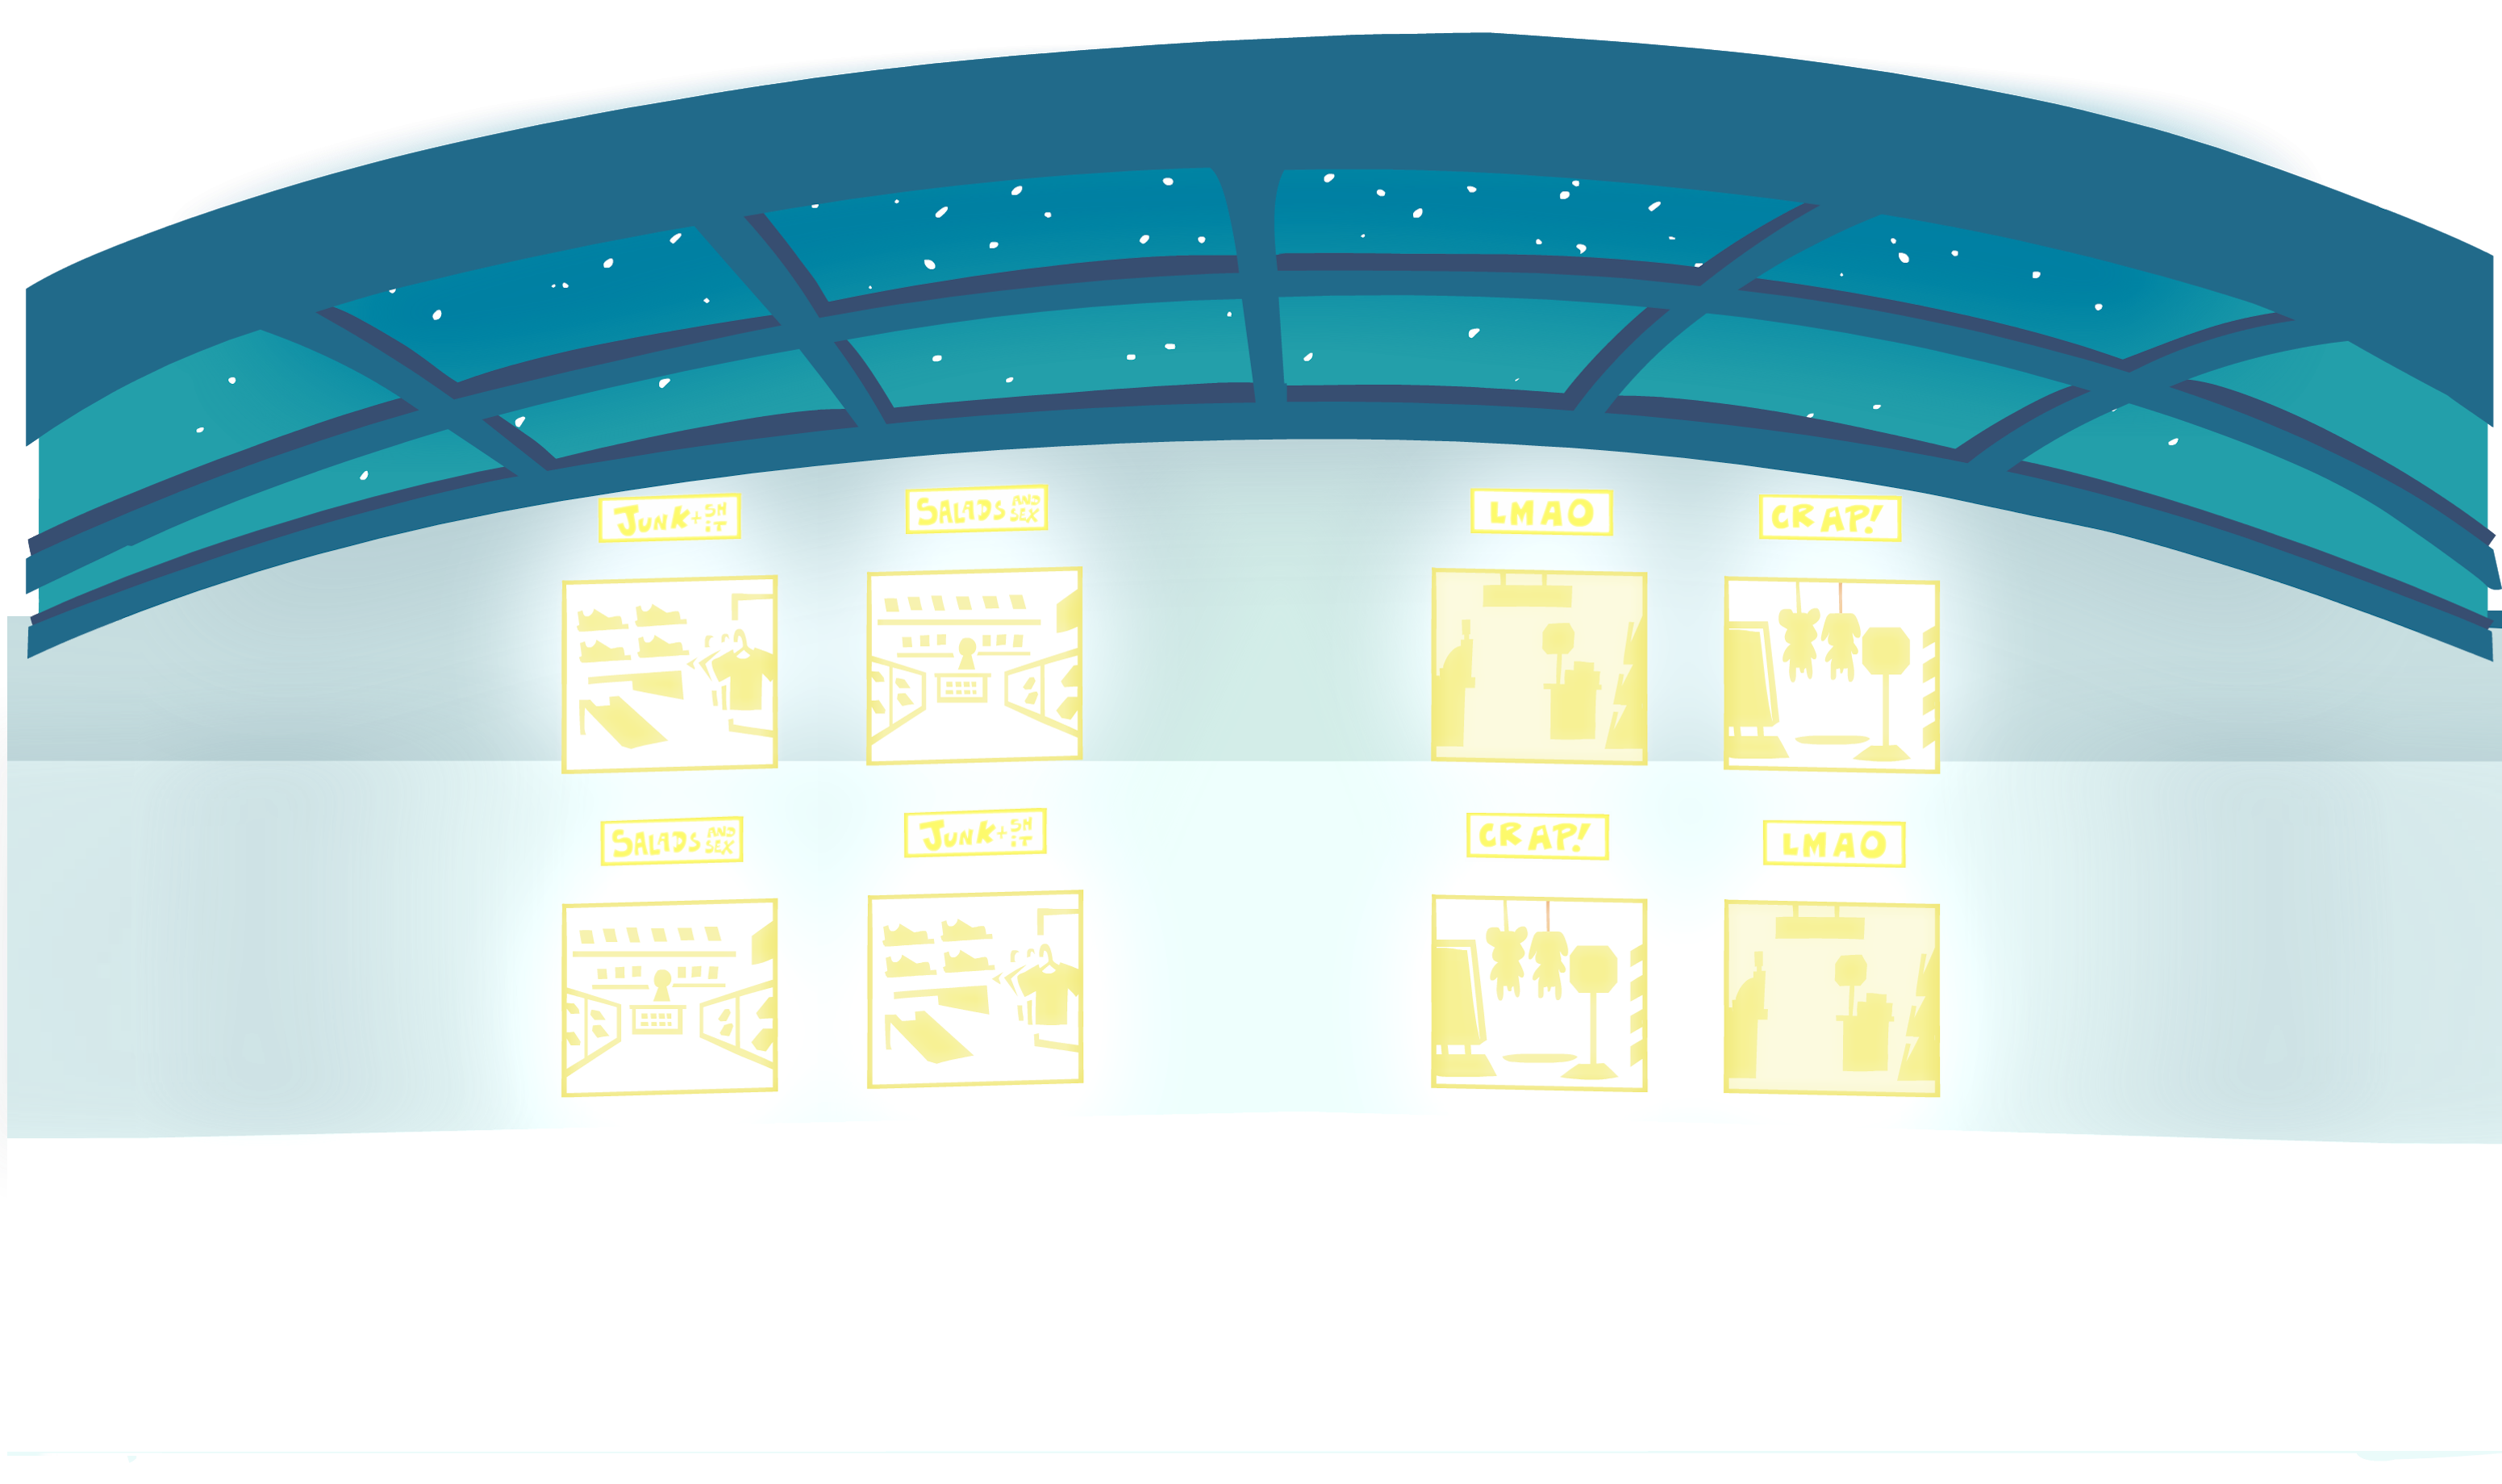 Junk + SHiT
Salads AND SEX
LMAO
CRAP!
Salads AND SEX
Junk + SHiT
CRAP!
LMAO